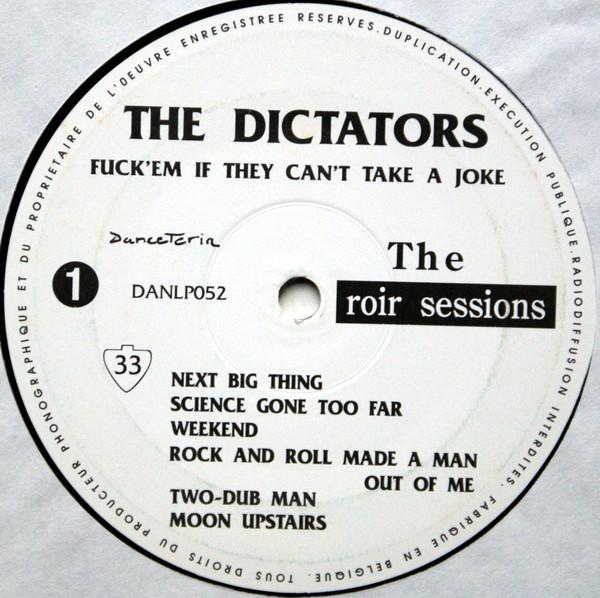 THE DICTATORS
FUCK'EM IF THEY CAN'T TAKE A JOKE
Danceteria
The
roir sessions
1
DANLP052
33
NEXT BIG THING
SCIENCE GONE TOO FAR
WEEKEND
ROCK AND ROLL MADE A MAN
OUT OF ME
TWO-DUB MAN
MOON UPSTAIRS
TOUS DROITS DU PRODUCTEUR PHONOGRAPHIQUE ET DU PROPRIETAIRE DE L'0EUVRE ENREGISTREE RESERVES.DUPLICATION.EXECUTION PUBLIQUE.RADIODIFFUSION INTERDITES. FABRIQUE EN BELGIQUE.